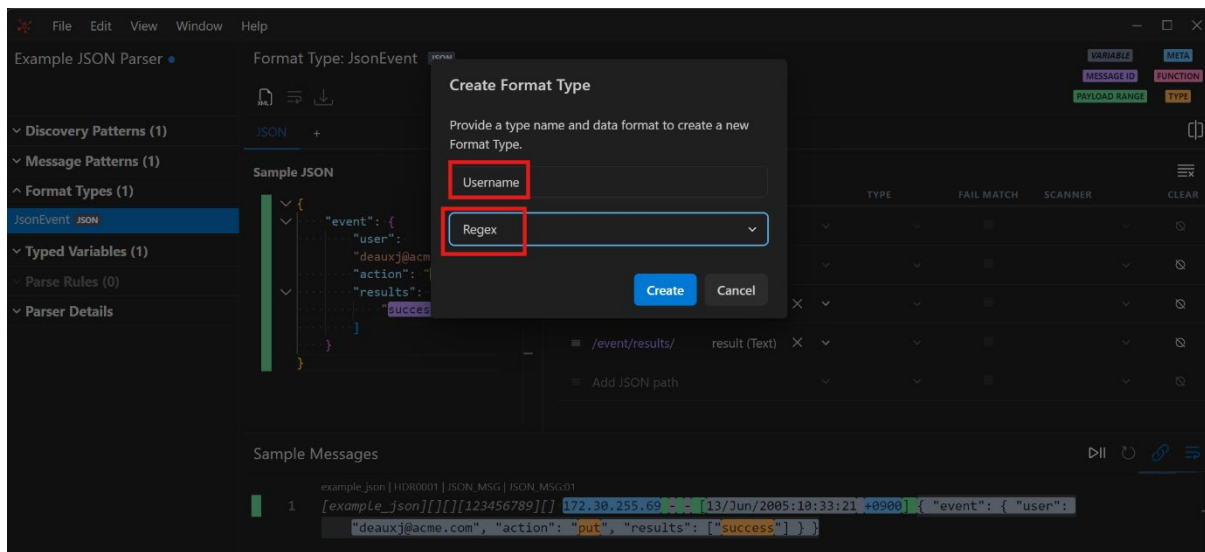 File Edit View Window Help
Example JSON Parser
Format Type: JsonEvent JSON
VARIABLE META
MESSAGE ID FUNCTION
PAYLOAD RANGE TYPE
XML
Discovery Patterns (1)
Message Patterns (1)
Format Types (1)
JsonEvent JSON
Typed Variables (1)
Parse Rules (0)
Parser Details
JSON +
Sample JSON
{
"event": {
"user":
"deauxj@acm
"action": "
"results":
"succes
]
}
}
Create Format Type
Provide a type name and data format to create a new
Format Type.
Username
Regex
Create Cancel
TYPE FAIL MATCH SCANNER CLEAR
/event/results/ result (Text)
Add JSON path
Sample Messages
example_json | HDR0001 | JSON_MSG | JSON_MSG:01
1 [example_json][][][123456789][] 172.30.255.69 - - [13/Jun/2005:10:33:21 +0900] { "event": { "user":
"deauxj@acme.com", "action": "put", "results": ["success"] } }